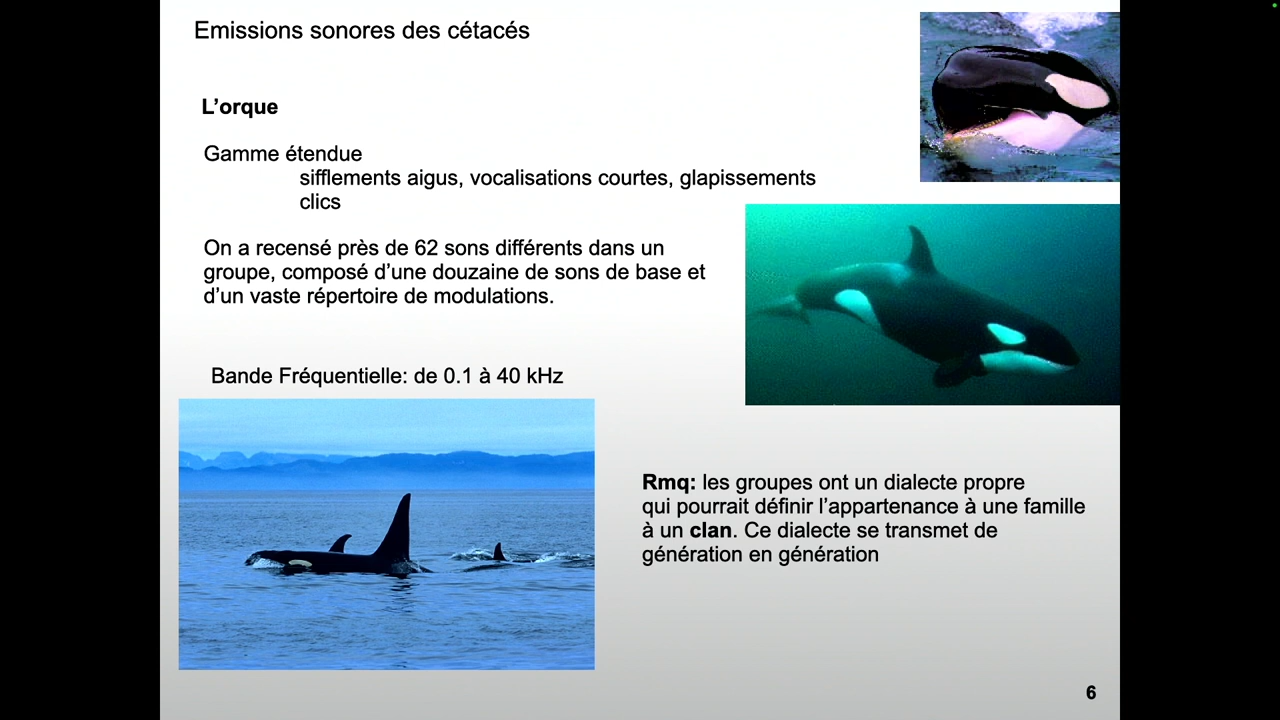 Emissions sonores des cétacés
L'orque
Gamme étendue
sifflements aigus, vocalisations courtes, glapissements
clics
On a recensé près de 62 sons différents dans un
groupe, composé d'une douzaine de sons de base et
d'un vaste répertoire de modulations.
Bande Fréquentielle: de 0.1 à 40 kHz
Rmq: les groupes ont un dialecte propre
qui pourrait définir l'appartenance à une famille
à un clan. Ce dialecte se transmet de
génération en génération
6